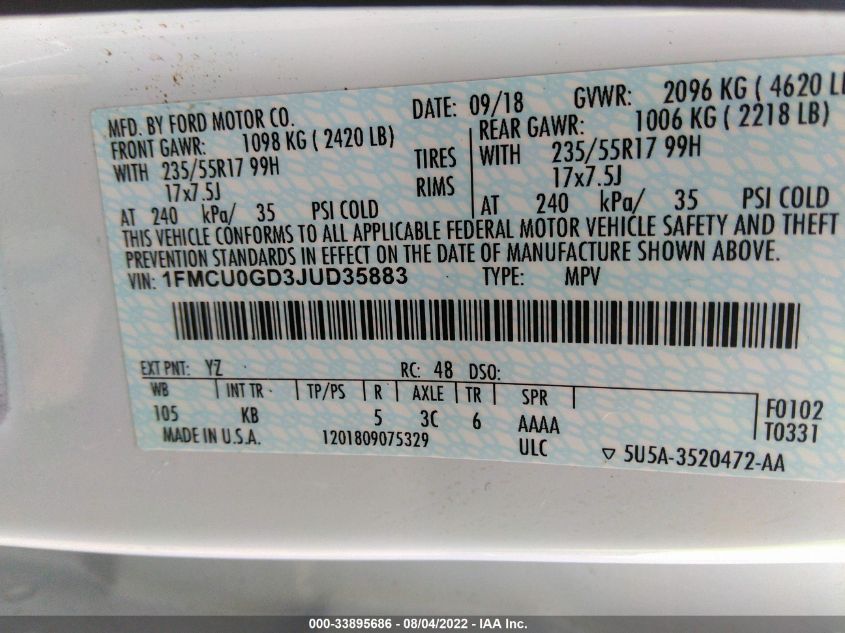 MFD. BY FORD MOTOR CO. DATE: 09/18 GVWR: 2096 KG ( 4620 L
FRONT GAWR: 1098 KG ( 2420 LB) REAR GAWR: 1006 KG ( 2218 LB)
WITH 235/55R17 99H TIRES WITH 235/55R17 99H
17x7.5J RIMS 17x7.5J
AT 240 kPa/ 35 PSI COLD AT 240 kPa/ 35 PSI COLD
THIS VEHICLE CONFORMS TO ALL APPLICABLE FEDERAL MOTOR VEHICLE SAFETY AND THEFT
PREVENTION STANDARDS IN EFFECT ON THE DATE OF MANUFACTURE SHOWN ABOVE.
VIN: 1FMCU0GD3JUD35883 TYPE: MPV
EXT PNT: YZ RC: 48 DSO:
WB INT TR TP/PS R AXLE TR SPR
105 KB 5 3C 6 AAAA F0102
MADE IN U.S.A. 1201809075329 ULC T0331
5U5A-3520472-AA
000-33895686 - 08/04/2022 - IAA Inc.